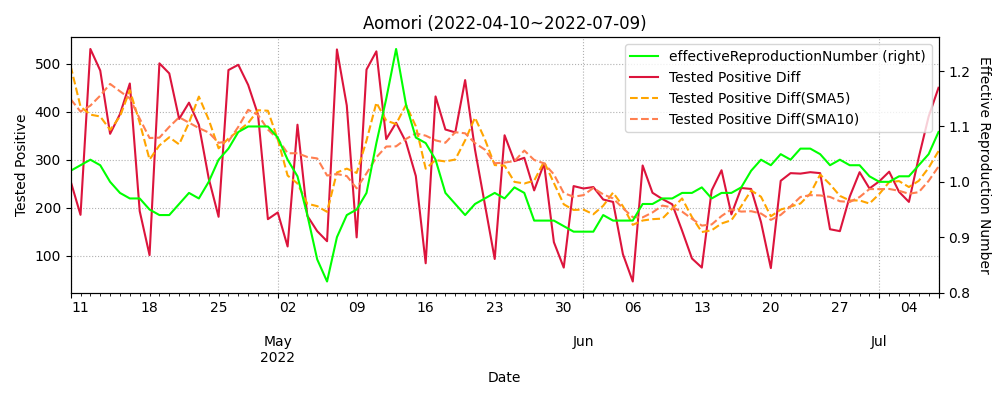 Aomori (2022-04-10~2022-07-09)
effectiveReproductionNumber (right)
Tested Positive Diff
Tested Positive Diff(SMA5)
Tested Positive Diff(SMA10)
Tested Positive
500
400
300
200
100
1.2
1.1
1.0
0.9
0.8
Effective Reproduction Number
11 18 25 02 09 16 23 30 06 13 20 27 04
May Jun Jul
2022
Date